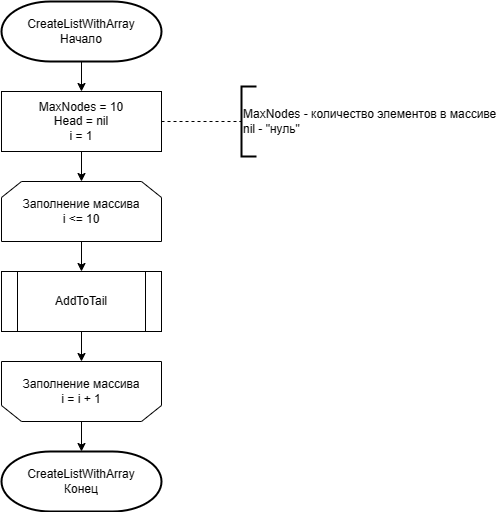 CreateListWithArray
Начало
MaxNodes = 10
Head = nil
i = 1
MaxNodes - количество элементов в массиве
nil - "нуль"
Заполнение массива
i <= 10
AddToTail
Заполнение массива
i = i + 1
CreateListWithArray
Конец